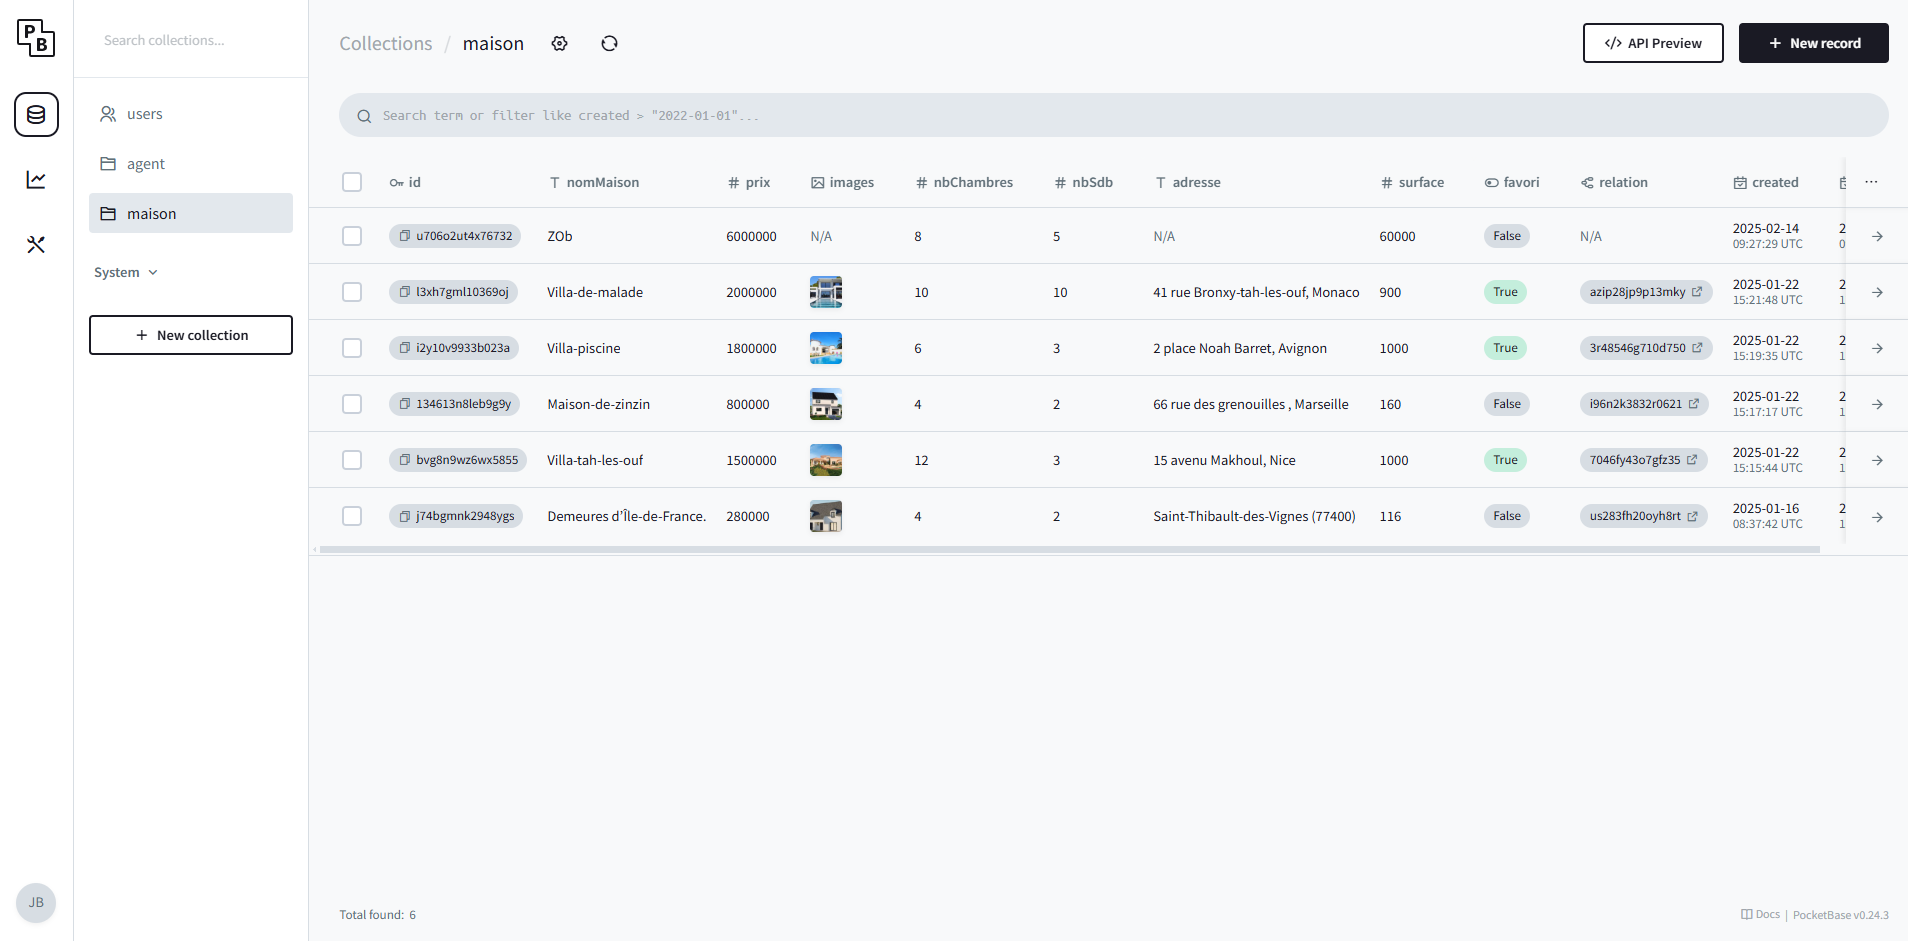 PB
Search collections...
Collections / maison
API Preview
New record
Search term or filter like created > "2022-01-01"...
users
agent
maison
System
New collection
id nomMaison prix images nbChambres nbSdb adresse surface favori relation created
u706o2ut4x76732 ZOb 6000000 N/A 8 5 N/A 60000 False N/A 2025-02-14 2
09:27:29 UTC 0
l3xh7gml10369oj Villa-de-malade 2000000 10 10 41 rue Bronxy-tah-les-ouf, Monaco 900 True azip28jp9p13mky 2025-01-22 2
15:21:48 UTC 1
i2y10v9933b023a Villa-piscine 1800000 6 3 2 place Noah Barret, Avignon 1000 True 3r48546g710d750 2025-01-22 2
15:19:35 UTC 1
134613n8leb9g9y Maison-de-zinzin 800000 4 2 66 rue des grenouilles , Marseille 160 False i96n2k3832r0621 2025-01-22 2
15:17:17 UTC 1
bvg8n9wz6wx5855 Villa-tah-les-ouf 1500000 12 3 15 avenu Makhoul, Nice 1000 True 7046fy43o7gfz35 2025-01-22 2
15:15:44 UTC 1
j74bgmnk2948ygs Demeures d'Île-de-France. 280000 4 2 Saint-Thibault-des-Vignes (77400) 116 False us283fh20oyh8rt 2025-01-16 2
08:37:42 UTC 1
JB
Total found: 6
Docs | PocketBase v0.24.3